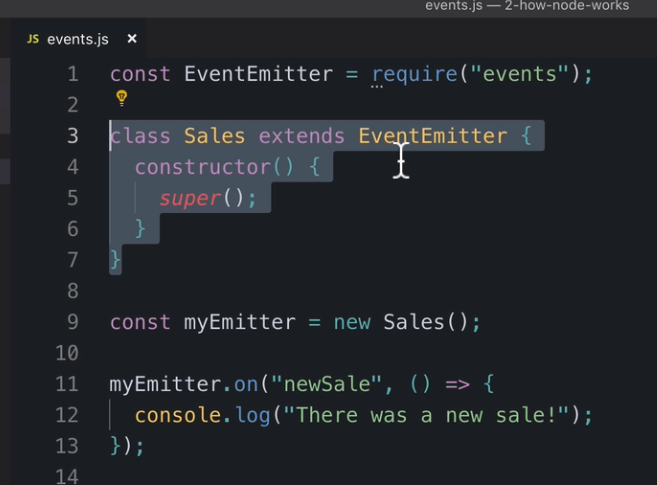 events.js — 2-how-node-works
JS events.js ×
1 const EventEmitter = require("events");
2
3 class Sales extends EventEmitter {
4   constructor() {
5     super();
6   }
7 }
8
9 const myEmitter = new Sales();
10
11 myEmitter.on("newSale", () => {
12   console.log("There was a new sale!");
13 });
14